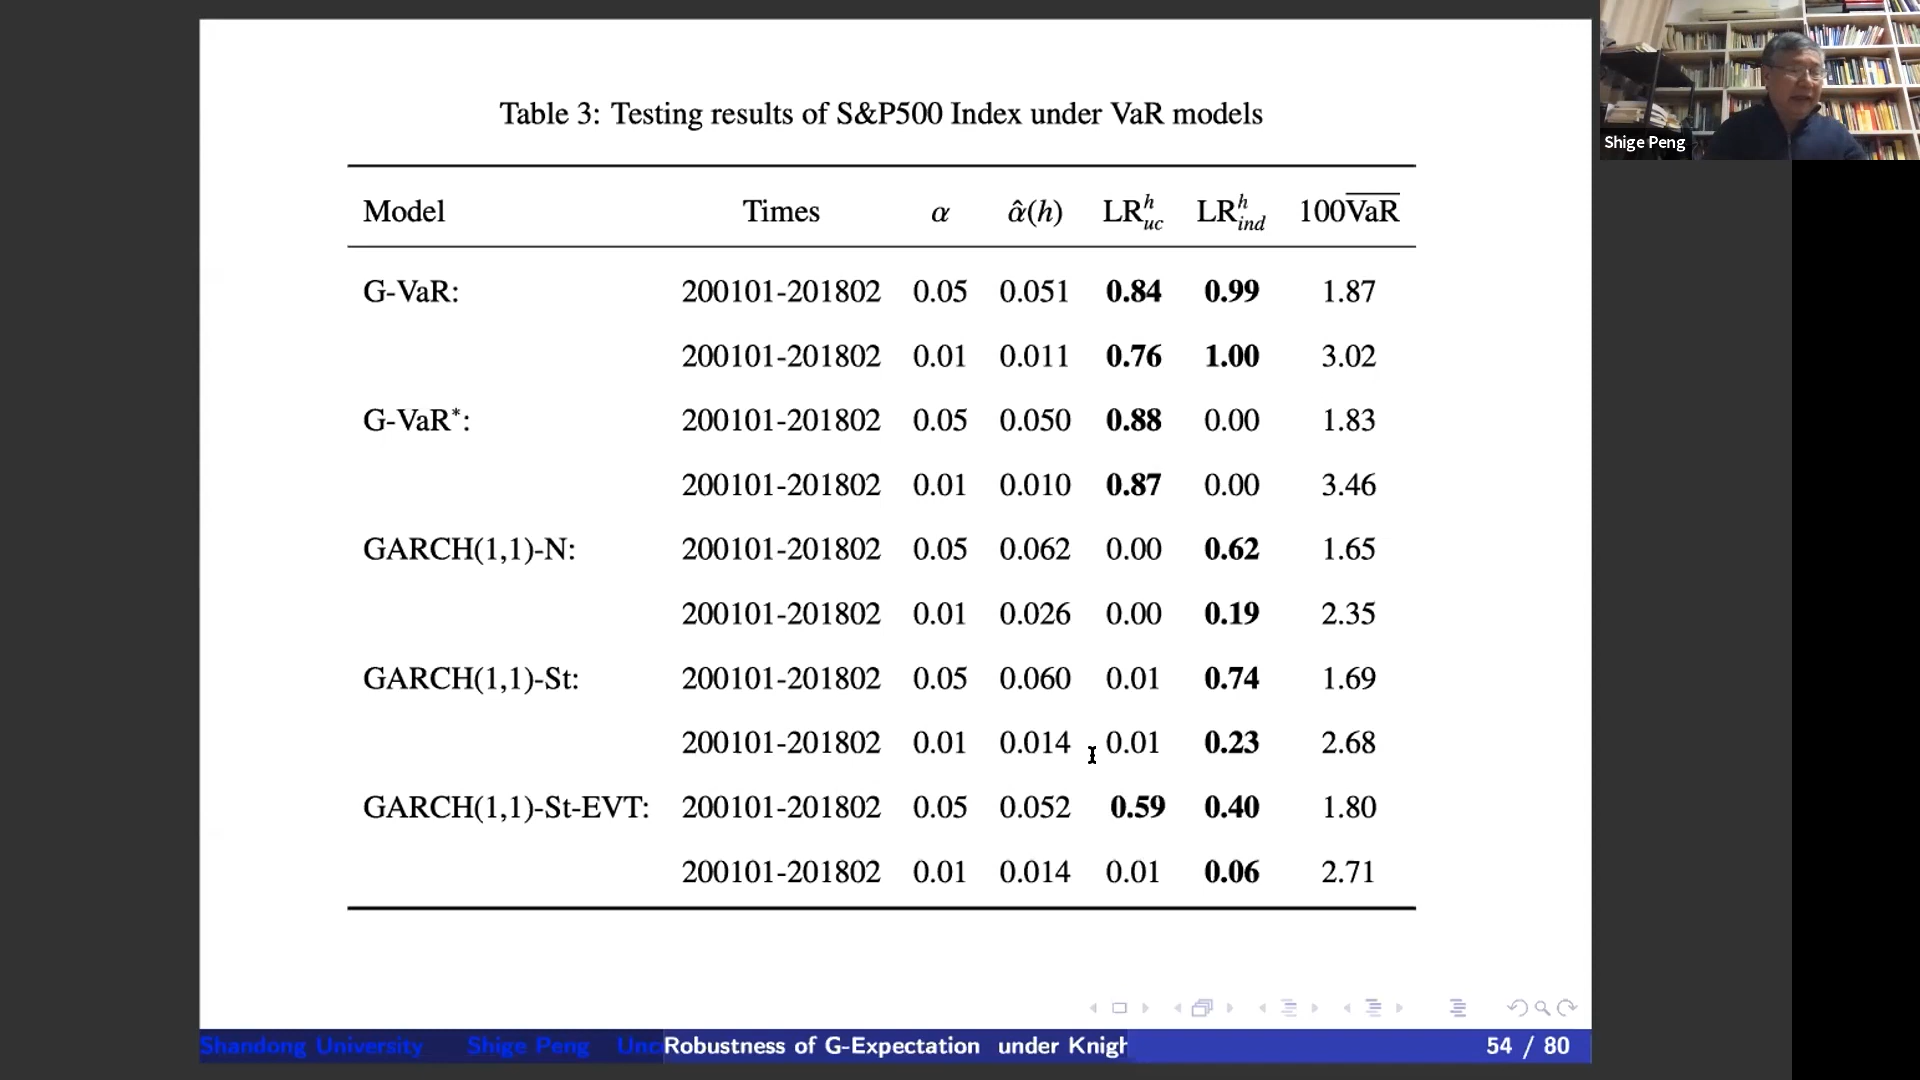 Table 3: Testing results of S&P500 Index under VaR models
Model Times α α̂(h) LR^h_uc LR^h_ind 100V̅a̅R̅
G-VaR: 200101-201802 0.05 0.051 0.84 0.99 1.87
200101-201802 0.01 0.011 0.76 1.00 3.02
G-VaR*: 200101-201802 0.05 0.050 0.88 0.00 1.83
200101-201802 0.01 0.010 0.87 0.00 3.46
GARCH(1,1)-N: 200101-201802 0.05 0.062 0.00 0.62 1.65
200101-201802 0.01 0.026 0.00 0.19 2.35
GARCH(1,1)-St: 200101-201802 0.05 0.060 0.01 0.74 1.69
200101-201802 0.01 0.014 0.01 0.23 2.68
GARCH(1,1)-St-EVT: 200101-201802 0.05 0.052 0.59 0.40 1.80
200101-201802 0.01 0.014 0.01 0.06 2.71
Shandong University Shige Peng Unc Robustness of G-Expectation under Knigh 54 / 80
Shige Peng